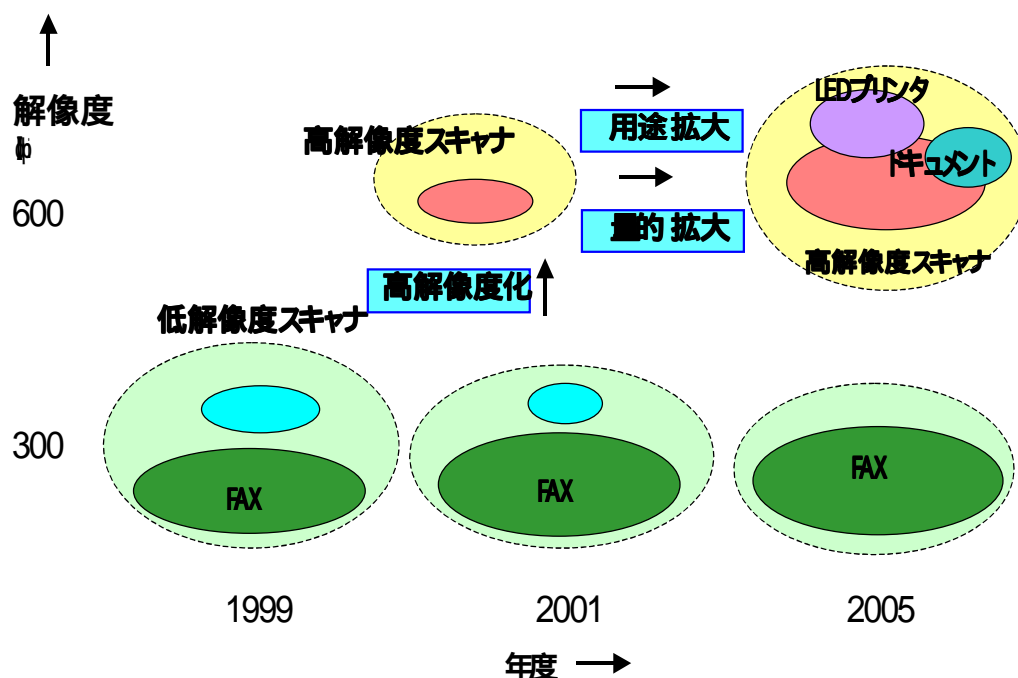 解像度
600
300
高解像度スキャナ
用途拡大
量的拡大
高解像度化
LEDプリンタ
ドキュメント
高解像度スキャナ
低解像度スキャナ
FAX
FAX
FAX
1999
2001
2005
年度